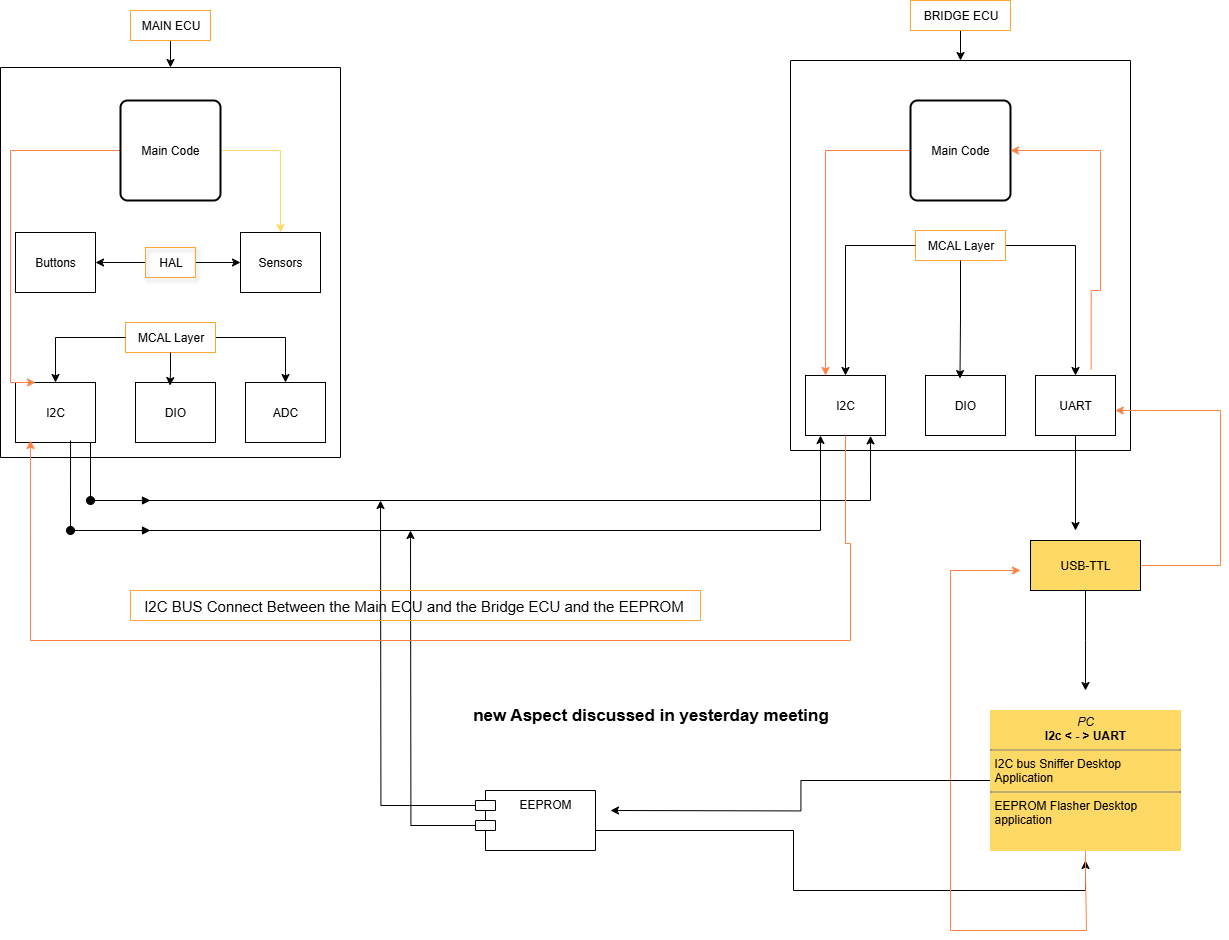 MAIN ECU
BRIDGE ECU
Main Code
Main Code
MCAL Layer
Buttons
HAL
Sensors
MCAL Layer
I2C
DIO
ADC
I2C
DIO
UART
USB-TTL
I2C BUS Connect Between the Main ECU and the Bridge ECU and the EEPROM
new Aspect discussed in yesterday meeting
PC
I2c < - > UART
I2C bus Sniffer Desktop
Application
EEPROM Flasher Desktop
application
EEPROM